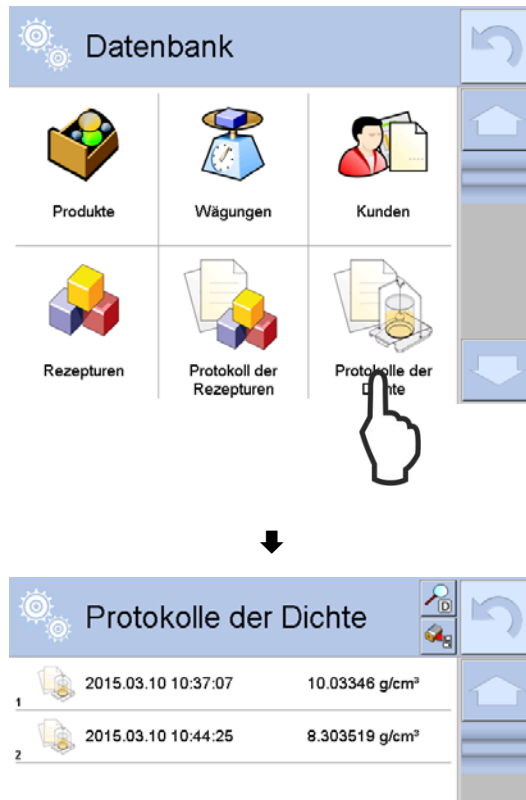 Datenbank
Produkte
Wägungen
Kunden
Rezepturen
Protokoll der
Rezepturen
Protokolle der
Protokolle der Dichte
D
1
2015.03.10 10:37:07 10.03346 g/cm³
2
2015.03.10 10:44:25 8.303519 g/cm³